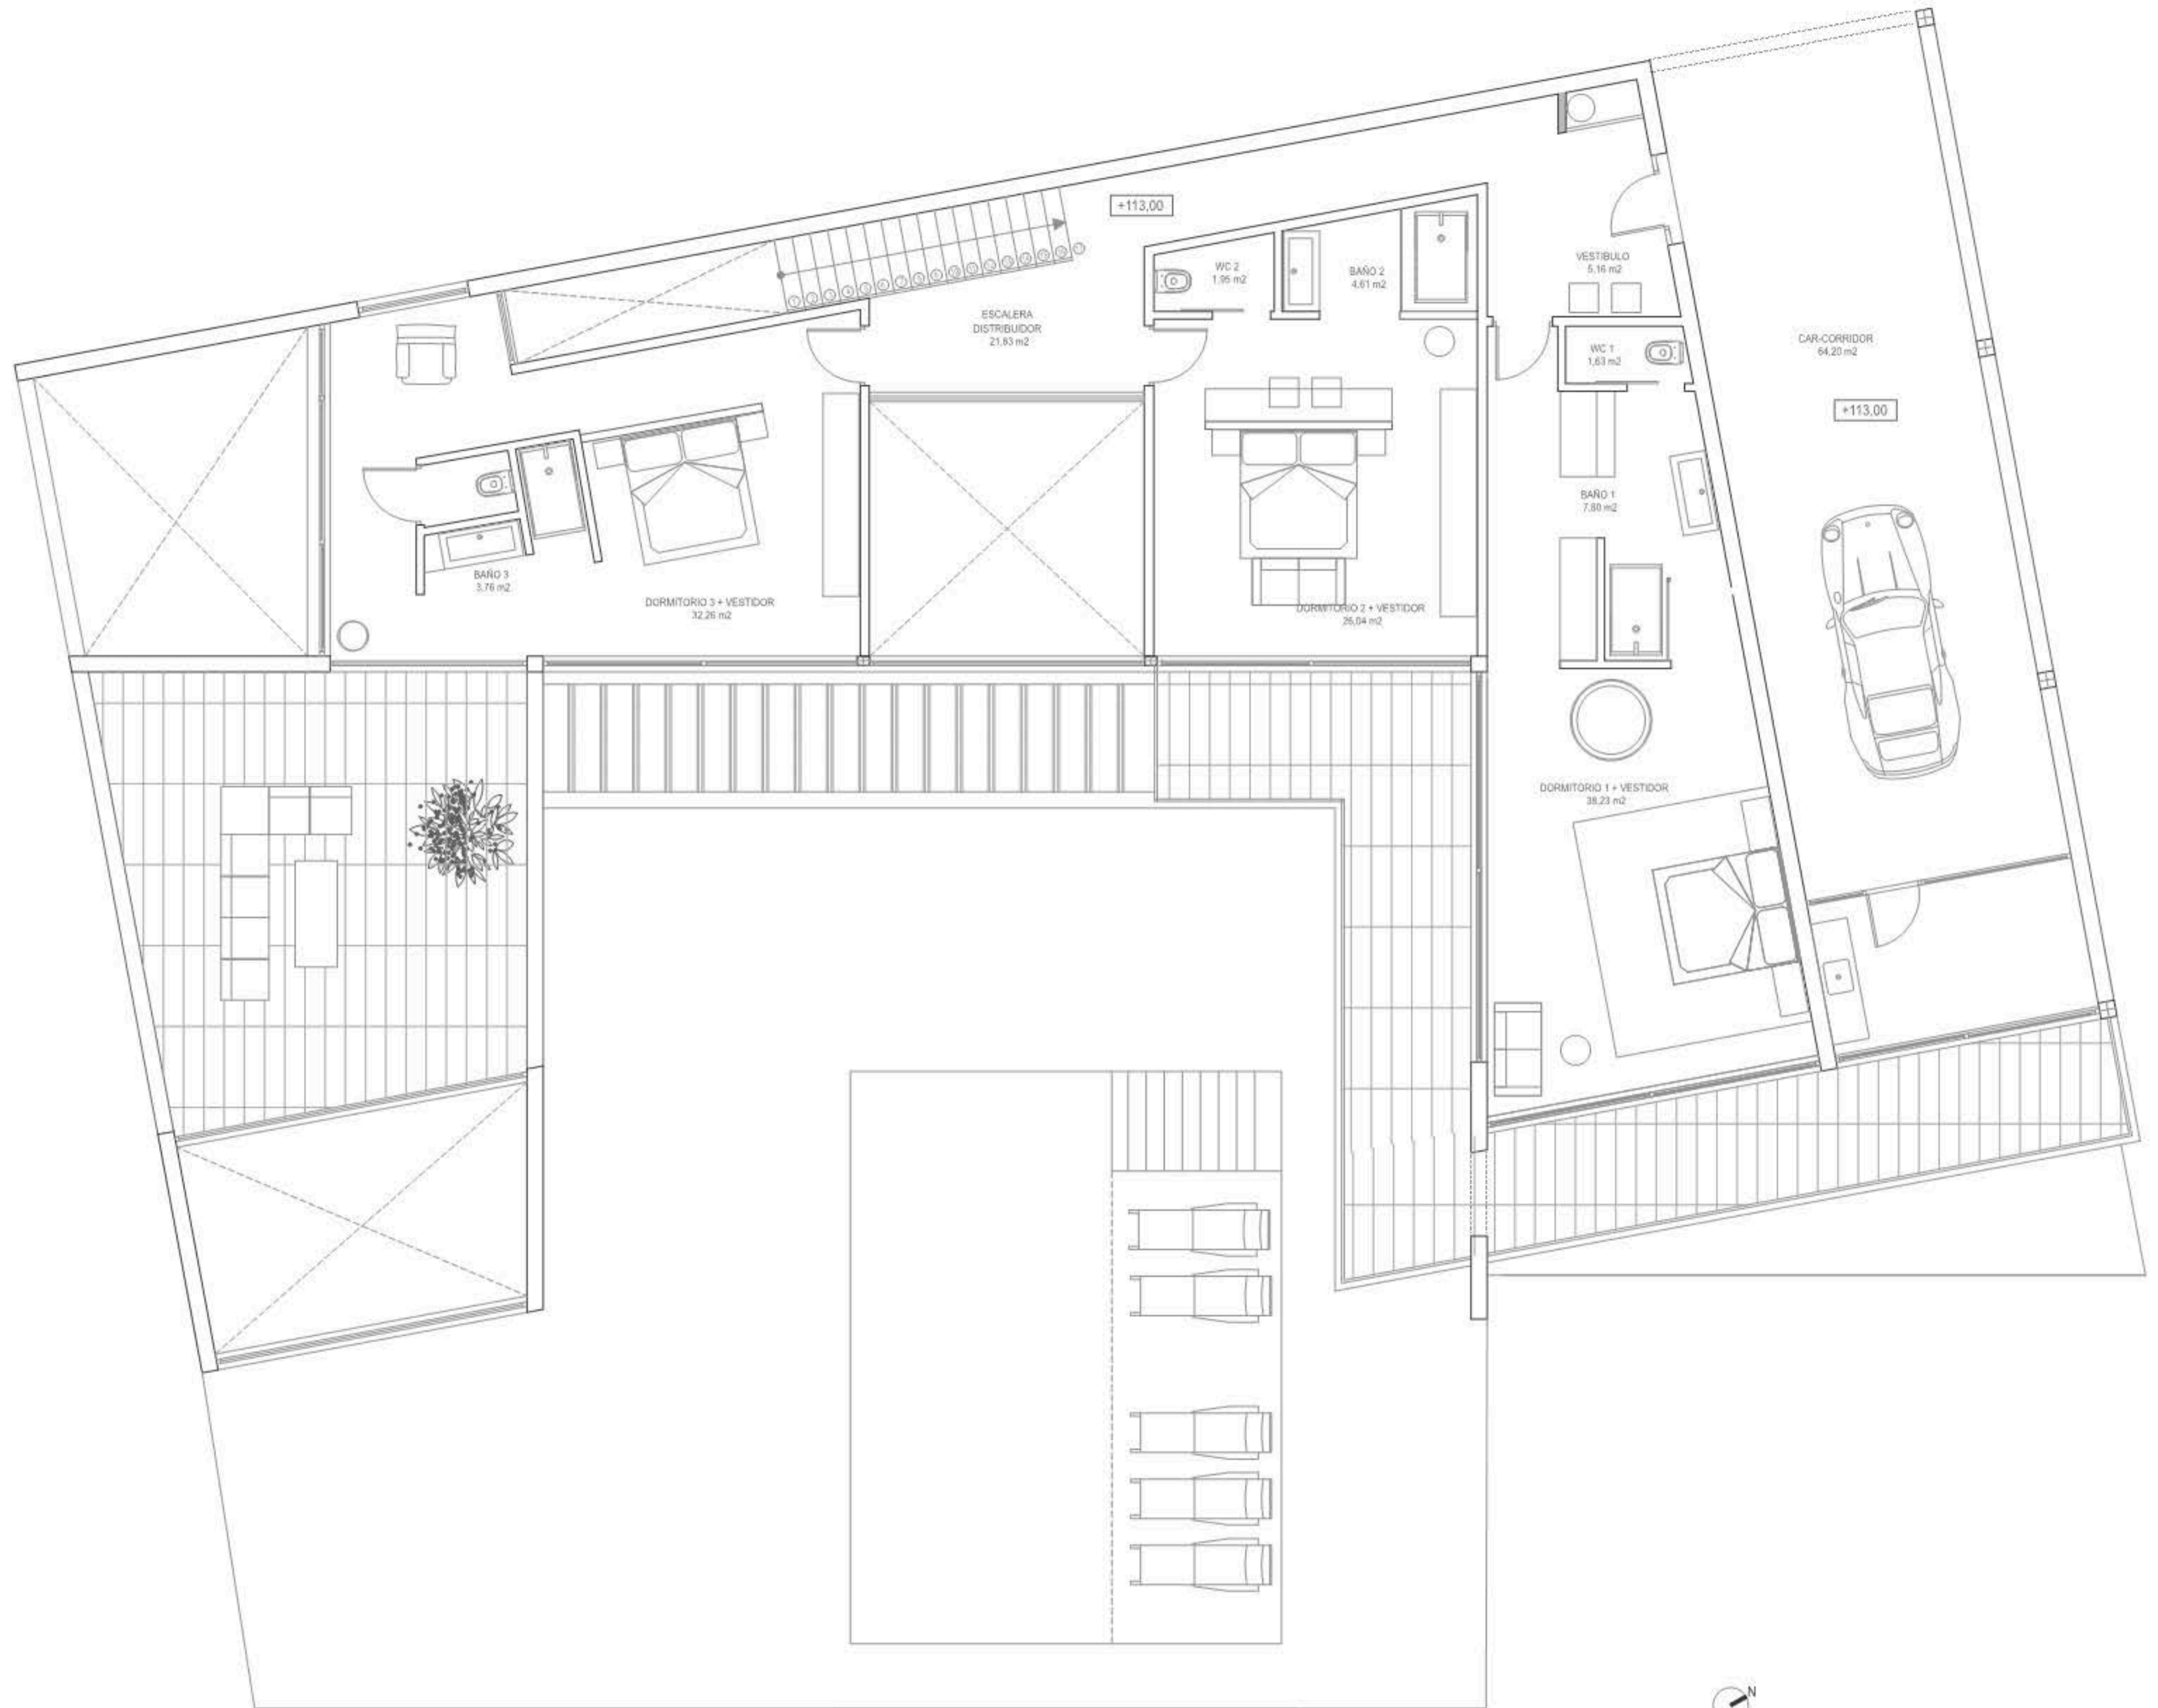 +113,00
WC 2
1,95 m2
BAÑO 2
4,61 m2
VESTIBULO
5,16 m2
ESCALERA
DISTRIBUIDOR
21,83 m2
CAR-CORRIDOR
64,20 m2
WC 1
1,63 m2
+113,00
BAÑO 1
7,80 m2
BAÑO 3
3,76 m2
DORMITORIO 3 + VESTIDOR
32,26 m2
DORMITORIO 2 + VESTIDOR
26,04 m2
DORMITORIO 1 + VESTIDOR
38,23 m2
N